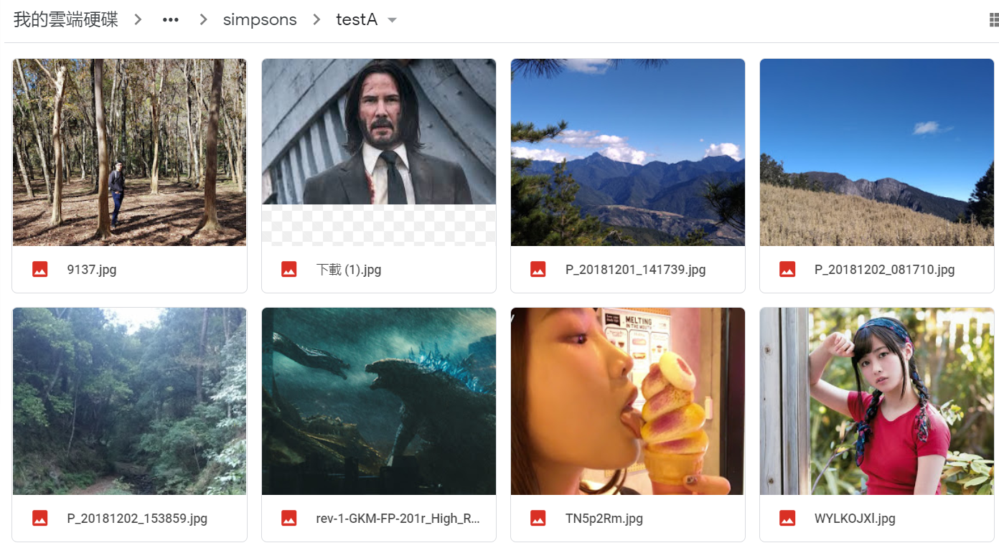 我的雲端硬碟 > ••• > simpsons > testA
9137.jpg
下載 (1).jpg
P_20181201_141739.jpg
P_20181202_081710.jpg
MELTING
IN THE MOUTH
P_20181202_153859.jpg
rev-1-GKM-FP-201r_High_R...
TN5p2Rm.jpg
WYLKOJXl.jpg